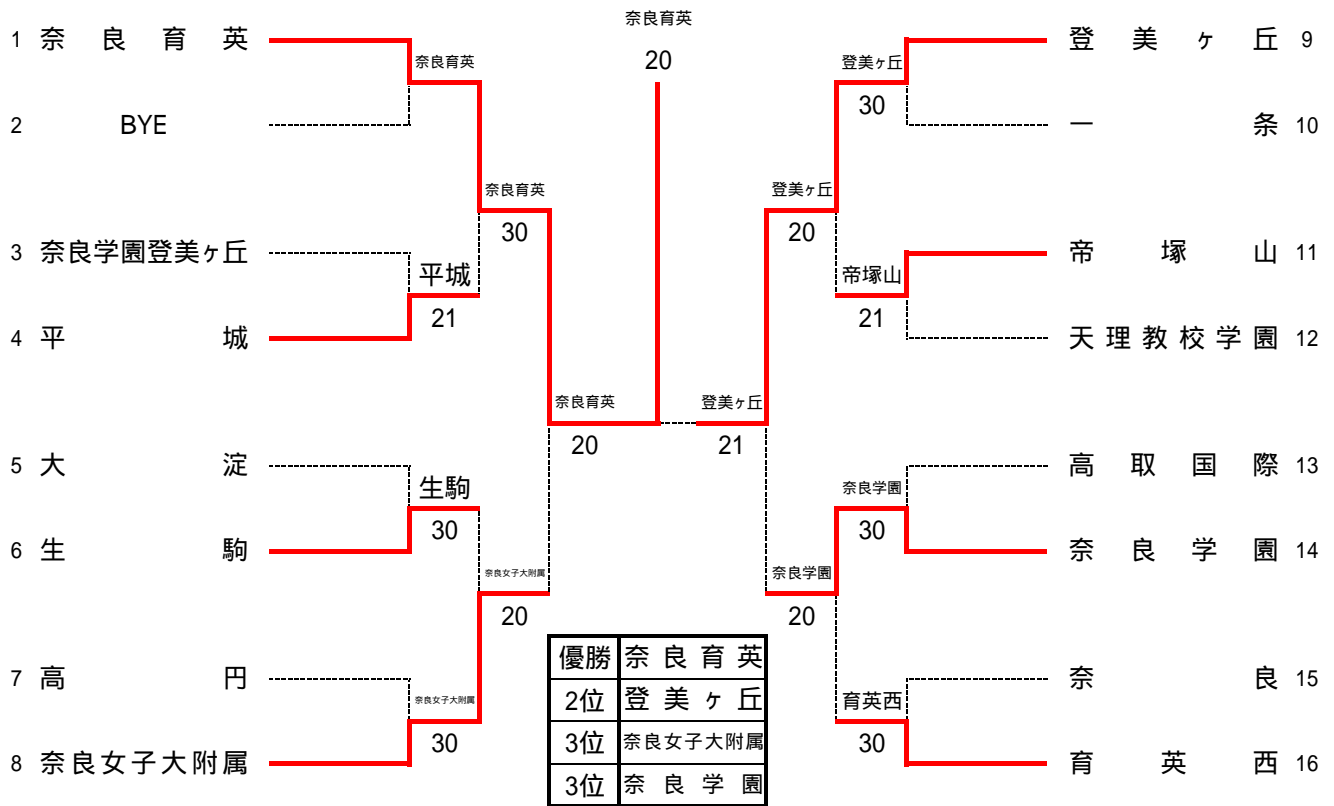 奈良育英
20
1 奈良育英
奈良育英
2 BYE
奈良育英
30
3 奈良学園登美ヶ丘
平城
21
4 平城
奈良育英
20
5 大淀
生駒
30
6 生駒
奈良女子大附属
20
7 高円
奈良女子大附属
30
8 奈良女子大附属
登美ヶ丘 9
登美ヶ丘
30
一条 10
登美ヶ丘
20
帝塚山 11
帝塚山
21
天理教校学園 12
登美ヶ丘
21
高取国際 13
奈良学園
30
奈良学園 14
奈良学園
20
奈良 15
育英西
30
育英西 16
優勝 奈良育英
2位 登美ヶ丘
3位 奈良女子大附属
3位 奈良学園